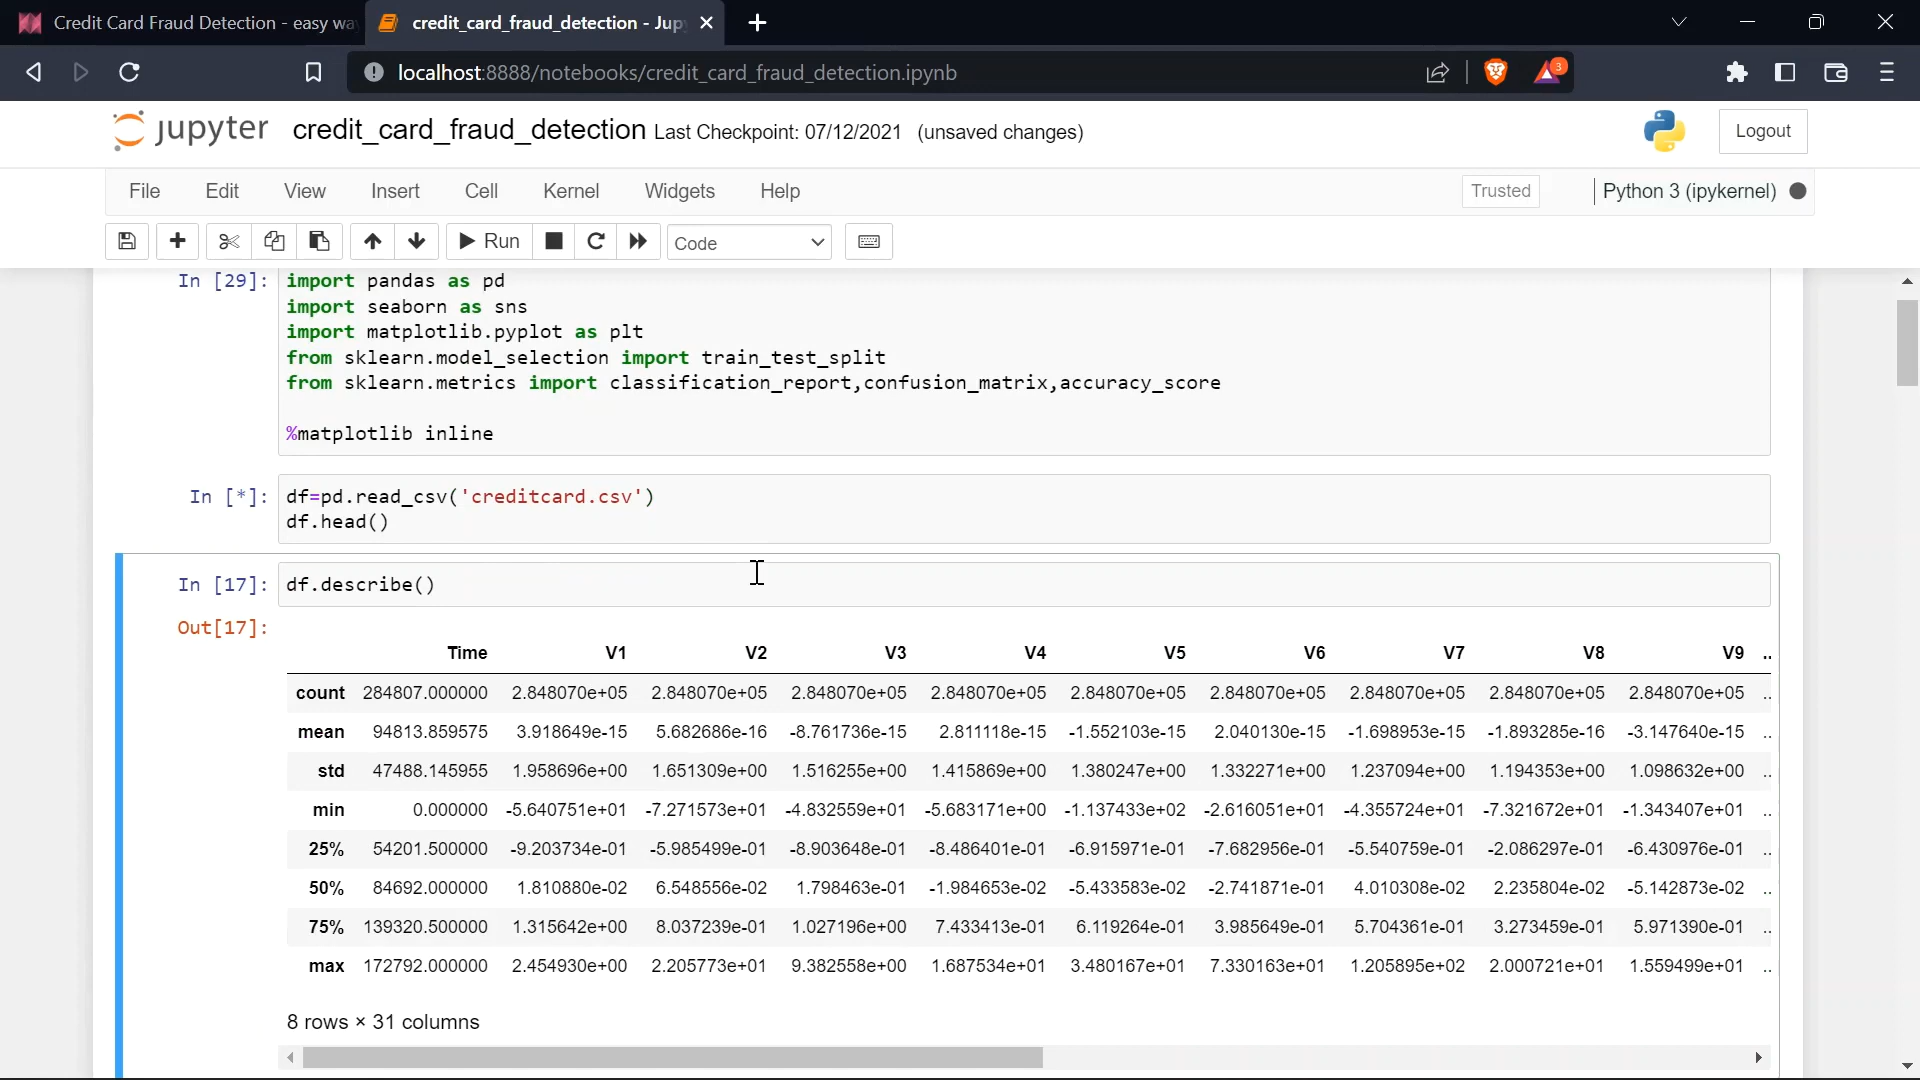 Credit Card Fraud Detection - easy wa
credit_card_fraud_detection - Jup
localhost:8888/notebooks/credit_card_fraud_detection.ipynb
3
jupyter credit_card_fraud_detection Last Checkpoint: 07/12/2021 (unsaved changes)
Logout
File Edit View Insert Cell Kernel Widgets Help
Trusted
Python 3 (ipykernel)
Run
Code
In [29]: import pandas as pd
import seaborn as sns
import matplotlib.pyplot as plt
from sklearn.model_selection import train_test_split
from sklearn.metrics import classification_report,confusion_matrix,accuracy_score
%matplotlib inline
In [*]: df=pd.read_csv('creditcard.csv')
df.head()
In [17]: df.describe()
Out[17]:
Time V1 V2 V3 V4 V5 V6 V7 V8 V9 ..
count 284807.000000 2.848070e+05 2.848070e+05 2.848070e+05 2.848070e+05 2.848070e+05 2.848070e+05 2.848070e+05 2.848070e+05 2.848070e+05 ..
mean 94813.859575 3.918649e-15 5.682686e-16 -8.761736e-15 2.811118e-15 -1.552103e-15 2.040130e-15 -1.698953e-15 -1.893285e-16 -3.147640e-15 ..
std 47488.145955 1.958696e+00 1.651309e+00 1.516255e+00 1.415869e+00 1.380247e+00 1.332271e+00 1.237094e+00 1.194353e+00 1.098632e+00 ..
min 0.000000 -5.640751e+01 -7.271573e+01 -4.832559e+01 -5.683171e+00 -1.137433e+02 -2.616051e+01 -4.355724e+01 -7.321672e+01 -1.343407e+01 ..
25% 54201.500000 -9.203734e-01 -5.985499e-01 -8.903648e-01 -8.486401e-01 -6.915971e-01 -7.682956e-01 -5.540759e-01 -2.086297e-01 -6.430976e-01 ..
50% 84692.000000 1.810880e-02 6.548556e-02 1.798463e-01 -1.984653e-02 -5.433583e-02 -2.741871e-01 4.010308e-02 2.235804e-02 -5.142873e-02 ..
75% 139320.500000 1.315642e+00 8.037239e-01 1.027196e+00 7.433413e-01 6.119264e-01 3.985649e-01 5.704361e-01 3.273459e-01 5.971390e-01 ..
max 172792.000000 2.454930e+00 2.205773e+01 9.382558e+00 1.687534e+01 3.480167e+01 7.330163e+01 1.205895e+02 2.000721e+01 1.559499e+01 ..
8 rows × 31 columns